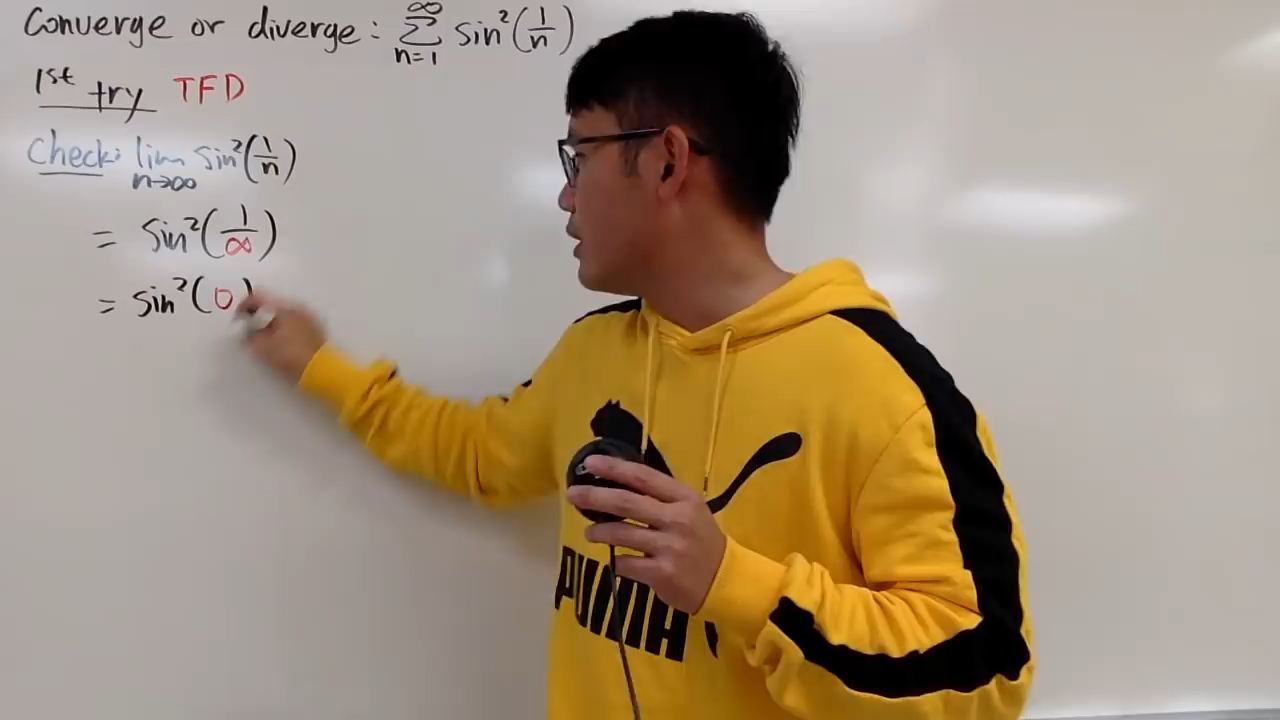 Converge or diverge: ∞∑n=1 sin²(1/n)
1st try TFD
Check: lim n→∞ sin²(1/n)
= sin²(1/∞)
= sin²(0)
PUMA